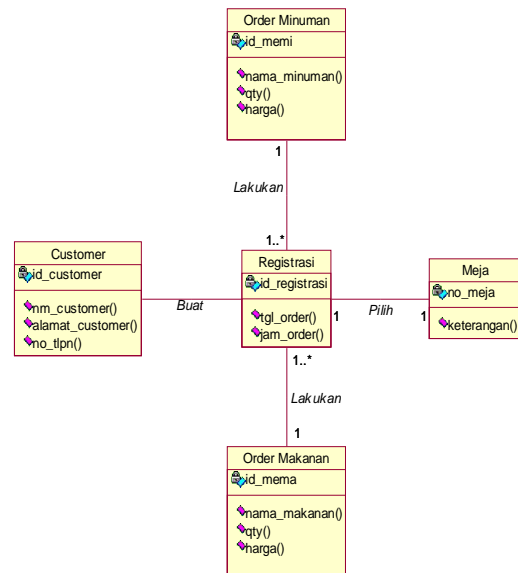 Order Minuman
id_memi
nama_minuman()
qty()
harga()
1
Lakukan
1..*
Customer
id_customer
nm_customer()
alamat_customer()
no_tlpn()
Buat
Registrasi
id_registrasi
tgl_order()
jam_order()
1
Pilih
1
Meja
no_meja
keterangan()
1..*
Lakukan
1
Order Makanan
id_mema
nama_makanan()
qty()
harga()